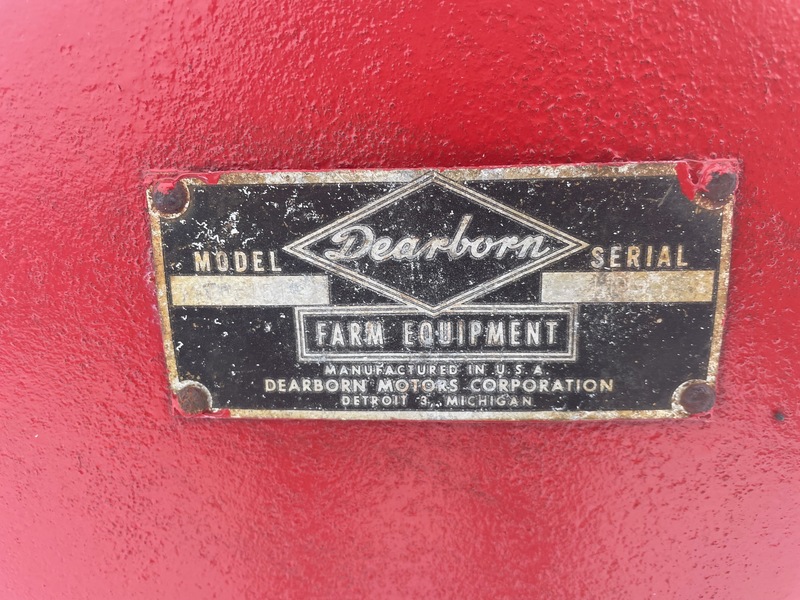 Dearborn
MODEL SERIAL
FARM EQUIPMENT
MANUFACTURED IN U.S.A.
DEARBORN MOTORS CORPORATION
DETROIT 3, MICHIGAN